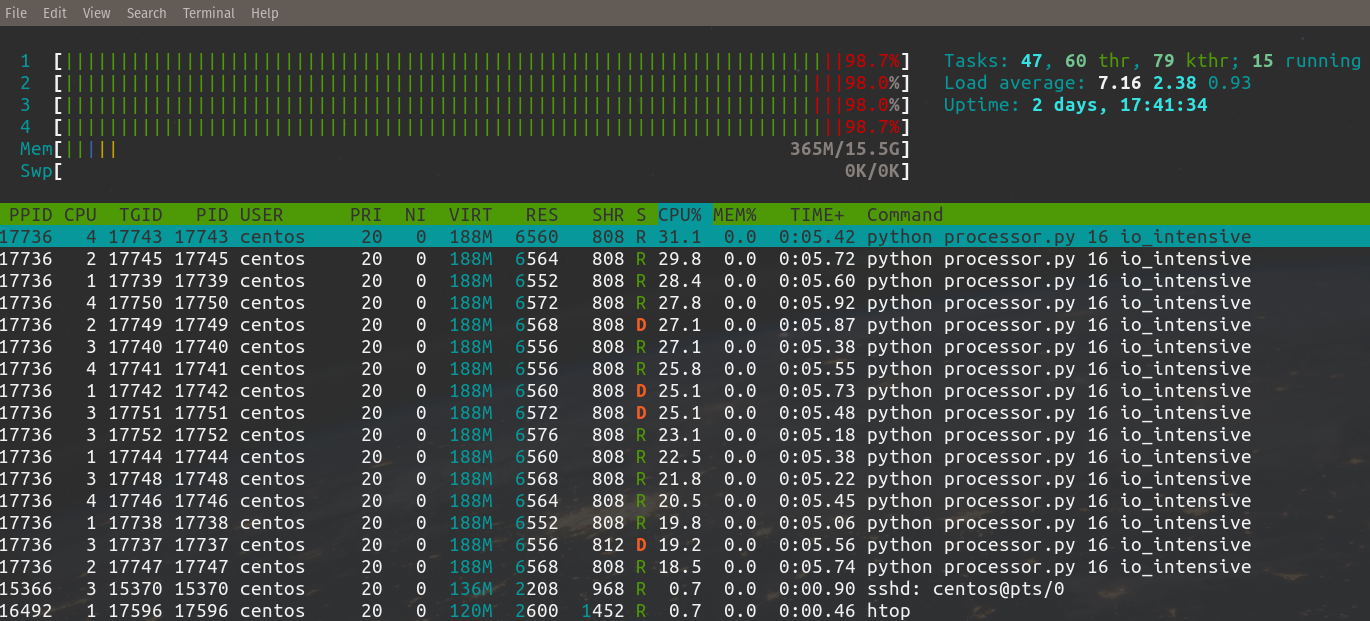 File Edit View Search Terminal Help
1 [||||||||||||||||||||||||||||||||||||||||||||||||||||||||||||||||||||||98.7%] Tasks: 47, 60 thr, 79 kthr; 15 running
2 [||||||||||||||||||||||||||||||||||||||||||||||||||||||||||||||||||||||98.0%] Load average: 7.16 2.38 0.93
3 [||||||||||||||||||||||||||||||||||||||||||||||||||||||||||||||||||||||98.0%] Uptime: 2 days, 17:41:34
4 [||||||||||||||||||||||||||||||||||||||||||||||||||||||||||||||||||||||98.7%]
Mem[||||| 365M/15.5G]
Swp[ 0K/0K]
PPID CPU TGID PID USER PRI NI VIRT RES SHR S CPU% MEM% TIME+ Command
17736 4 17743 17743 centos 20 0 188M 6560 808 R 31.1 0.0 0:05.42 python processor.py 16 io_intensive
17736 2 17745 17745 centos 20 0 188M 6564 808 R 29.8 0.0 0:05.72 python processor.py 16 io_intensive
17736 1 17739 17739 centos 20 0 188M 6552 808 R 28.4 0.0 0:05.60 python processor.py 16 io_intensive
17736 4 17750 17750 centos 20 0 188M 6572 808 R 27.8 0.0 0:05.92 python processor.py 16 io_intensive
17736 2 17749 17749 centos 20 0 188M 6568 808 D 27.1 0.0 0:05.87 python processor.py 16 io_intensive
17736 3 17740 17740 centos 20 0 188M 6556 808 R 27.1 0.0 0:05.38 python processor.py 16 io_intensive
17736 4 17741 17741 centos 20 0 188M 6556 808 R 25.8 0.0 0:05.55 python processor.py 16 io_intensive
17736 1 17742 17742 centos 20 0 188M 6560 808 D 25.1 0.0 0:05.73 python processor.py 16 io_intensive
17736 3 17751 17751 centos 20 0 188M 6572 808 D 25.1 0.0 0:05.48 python processor.py 16 io_intensive
17736 3 17752 17752 centos 20 0 188M 6576 808 R 23.1 0.0 0:05.18 python processor.py 16 io_intensive
17736 1 17744 17744 centos 20 0 188M 6560 808 R 22.5 0.0 0:05.38 python processor.py 16 io_intensive
17736 3 17748 17748 centos 20 0 188M 6568 808 R 21.8 0.0 0:05.22 python processor.py 16 io_intensive
17736 4 17746 17746 centos 20 0 188M 6564 808 R 20.5 0.0 0:05.45 python processor.py 16 io_intensive
17736 1 17738 17738 centos 20 0 188M 6552 808 R 19.8 0.0 0:05.06 python processor.py 16 io_intensive
17736 3 17737 17737 centos 20 0 188M 6556 812 D 19.2 0.0 0:05.56 python processor.py 16 io_intensive
17736 2 17747 17747 centos 20 0 188M 6568 808 R 18.5 0.0 0:05.74 python processor.py 16 io_intensive
15366 3 15370 15370 centos 20 0 136M 2208 968 R 0.7 0.0 0:00.90 sshd: centos@pts/0
16492 1 17596 17596 centos 20 0 120M 2600 1452 R 0.7 0.0 0:00.46 htop